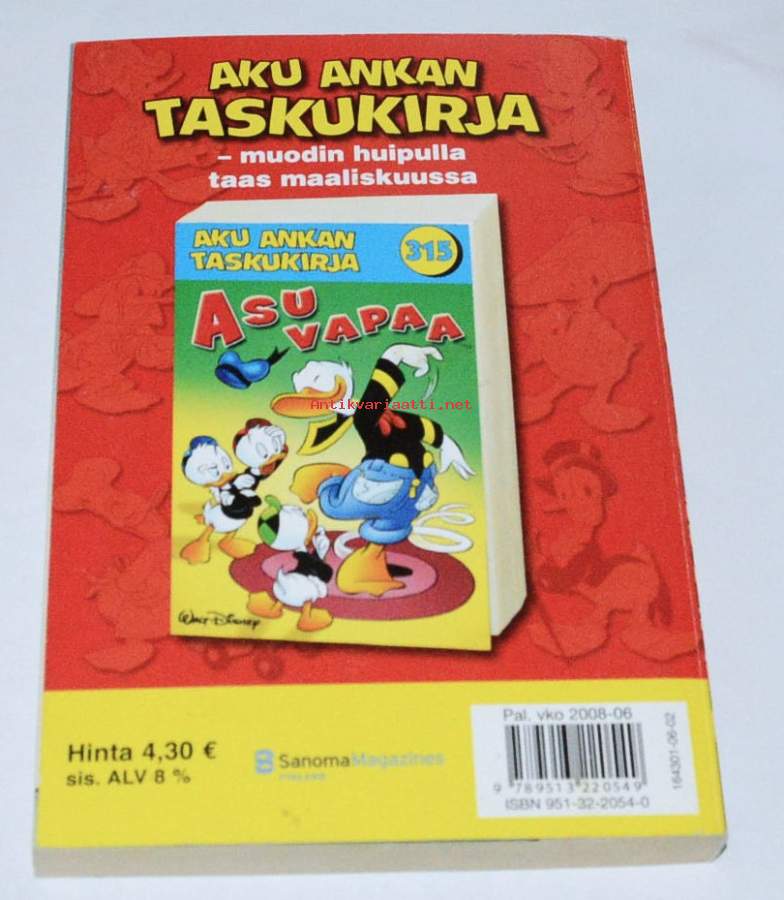 AKU ANKAN
TASKUKIRJA
– muodin huipulla
taas maaliskuussa
AKU ANKAN
TASKUKIRJA
315
ASU
VAPAA
Antikvariaatti.net
WALT DISNEY
Hinta 4,30 €
sis. ALV 8 %
SanomaMagazines
FINLAND
Pal. vko 2008-06
9 789513 220549
ISBN 951-32-2054-0
164301-06-02